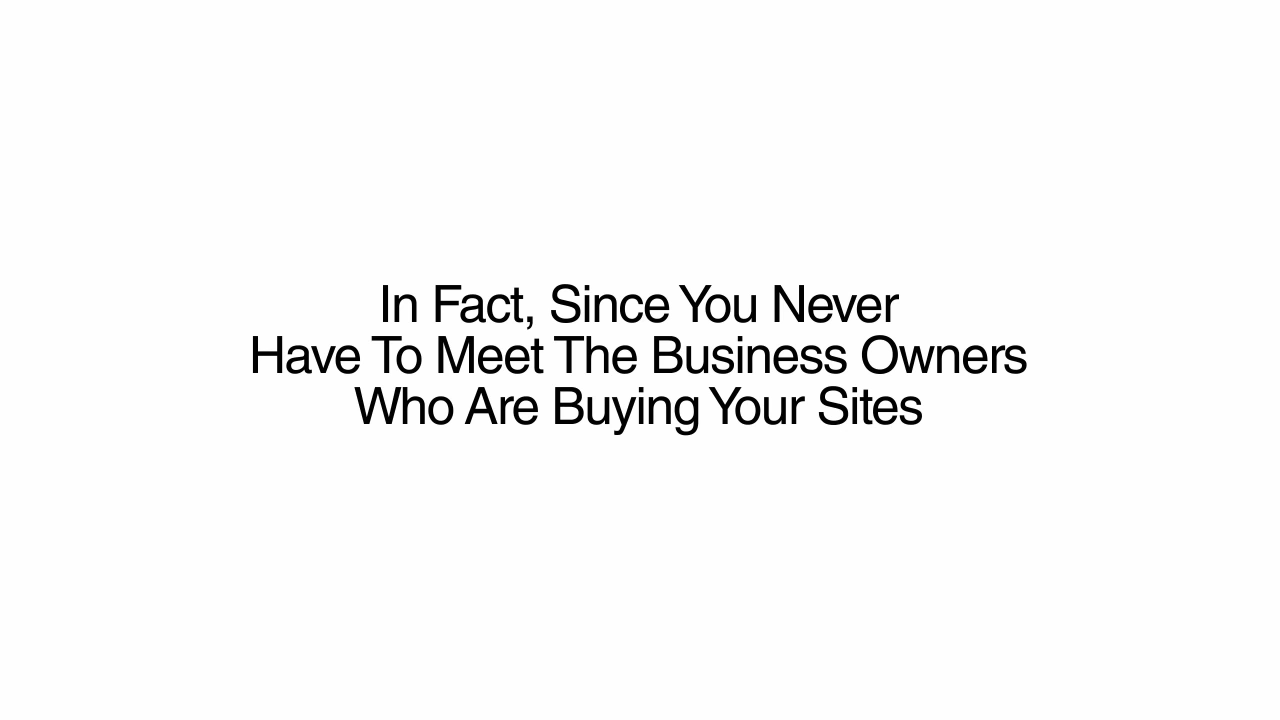 In Fact, Since You Never
Have To Meet The Business Owners
Who Are Buying Your Sites